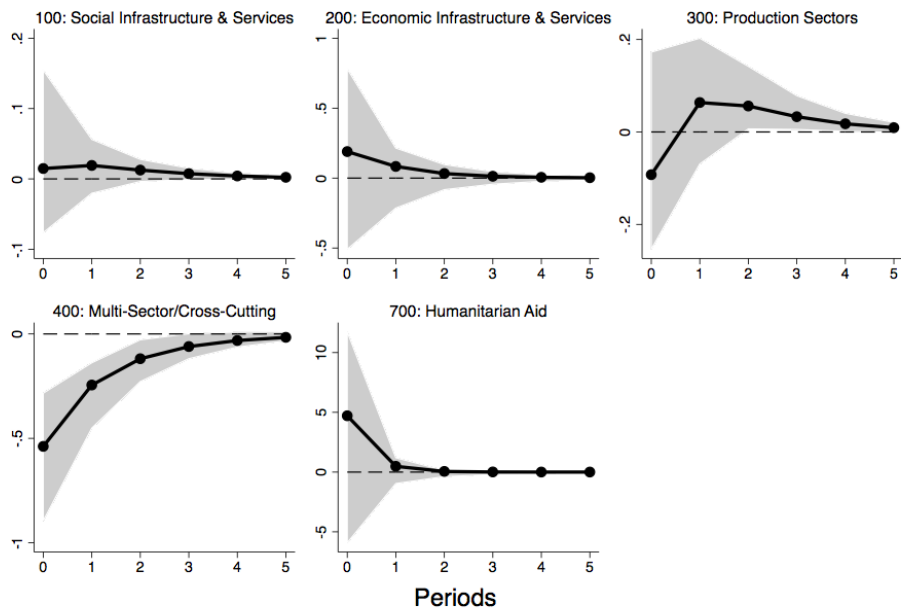 100: Social Infrastructure & Services
.2
.1
0
-.1
0 1 2 3 4 5
200: Economic Infrastructure & Services
1
.5
0
-.5
0 1 2 3 4 5
300: Production Sectors
.2
0
-.2
0 1 2 3 4 5
400: Multi-Sector/Cross-Cutting
0
-.5
-1
0 1 2 3 4 5
700: Humanitarian Aid
10
5
0
-5
0 1 2 3 4 5
Periods